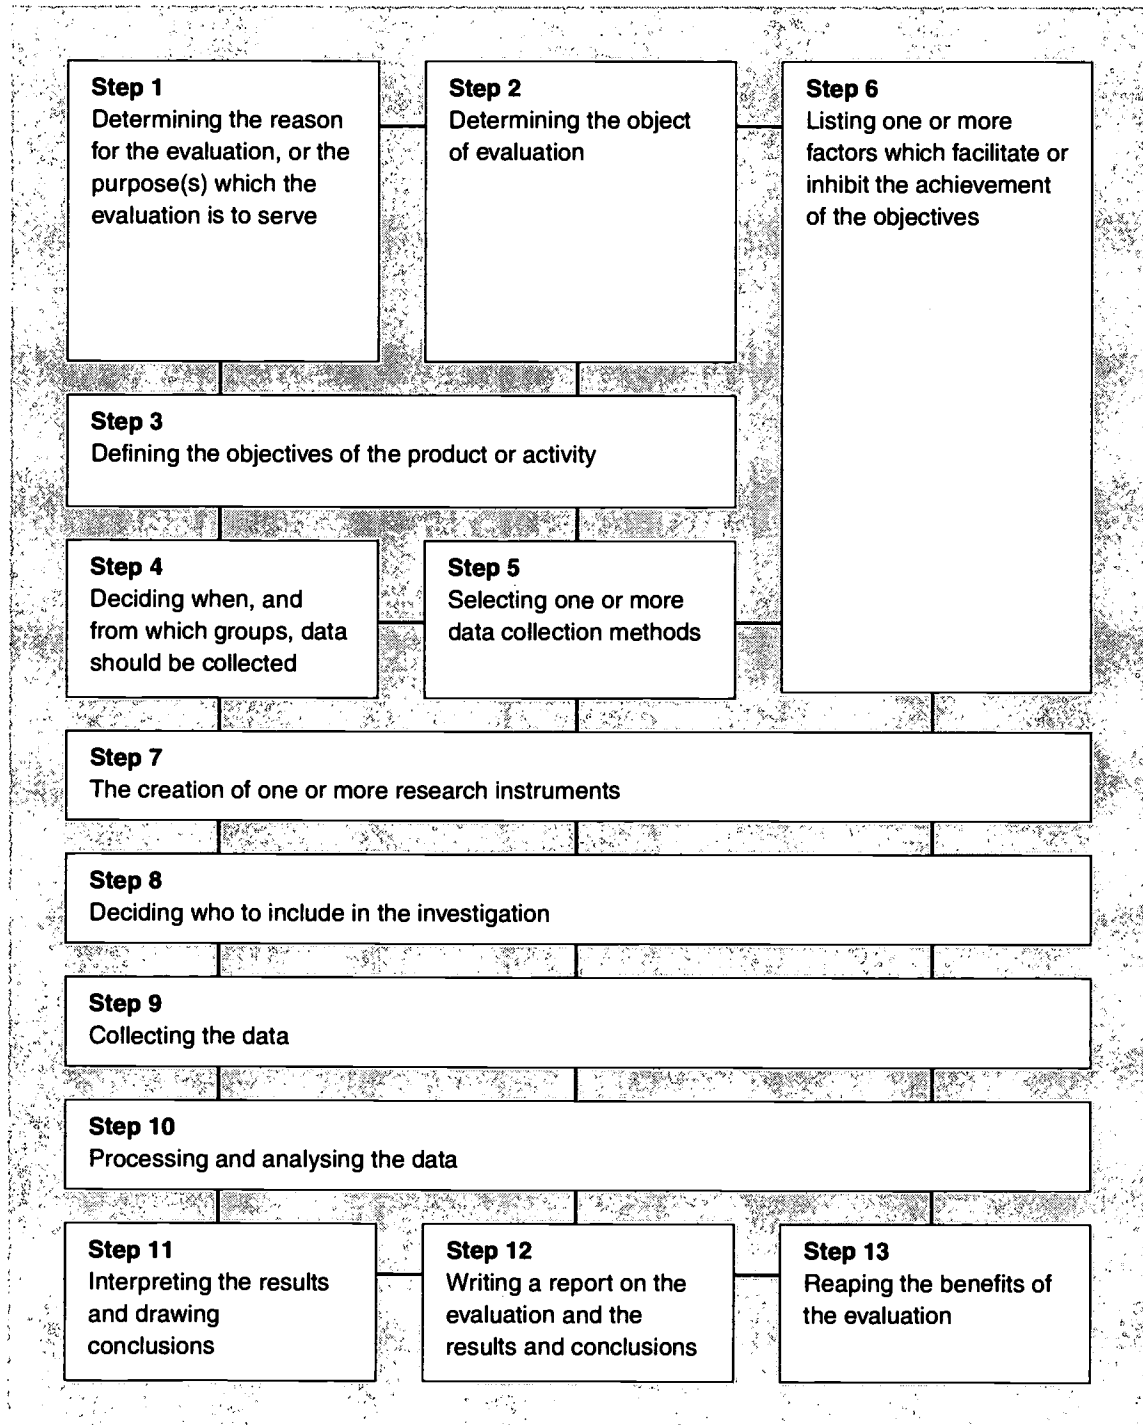 Step 1
Determining the reason
for the evaluation, or the
purpose(s) which the
evaluation is to serve
Step 2
Determining the object
of evaluation
Step 6
Listing one or more
factors which facilitate or
inhibit the achievement
of the objectives
Step 3
Defining the objectives of the product or activity
Step 4
Deciding when, and
from which groups, data
should be collected
Step 5
Selecting one or more
data collection methods
Step 7
The creation of one or more research instruments
Step 8
Deciding who to include in the investigation
Step 9
Collecting the data
Step 10
Processing and analysing the data
Step 11
Interpreting the results
and drawing
conclusions
Step 12
Writing a report on the
evaluation and the
results and conclusions
Step 13
Reaping the benefits of
the evaluation